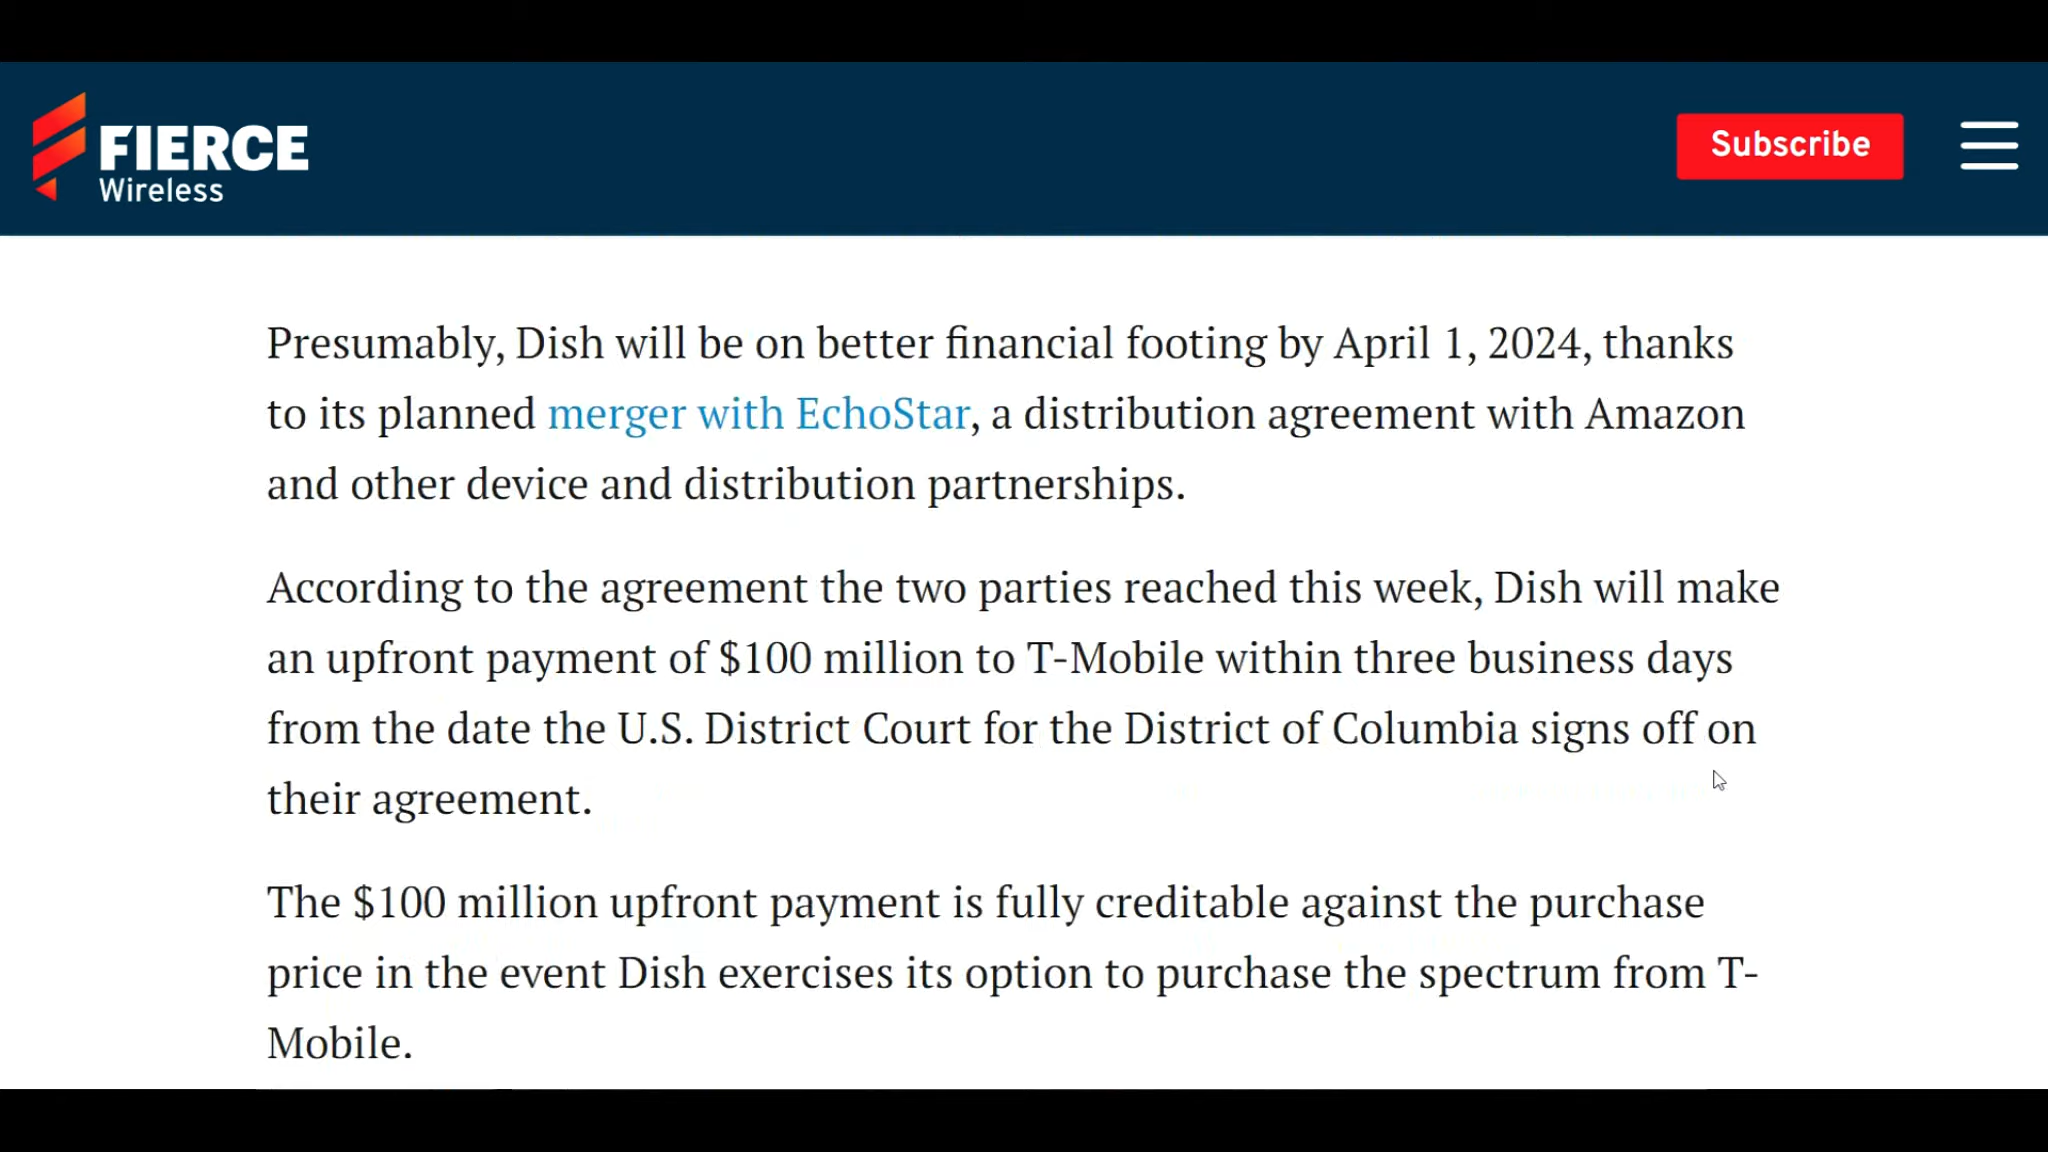 FIERCE
Wireless
Subscribe
Presumably, Dish will be on better financial footing by April 1, 2024, thanks
to its planned merger with EchoStar, a distribution agreement with Amazon
and other device and distribution partnerships.
According to the agreement the two parties reached this week, Dish will make
an upfront payment of $100 million to T-Mobile within three business days
from the date the U.S. District Court for the District of Columbia signs off on
their agreement.
The $100 million upfront payment is fully creditable against the purchase
price in the event Dish exercises its option to purchase the spectrum from T-
Mobile.